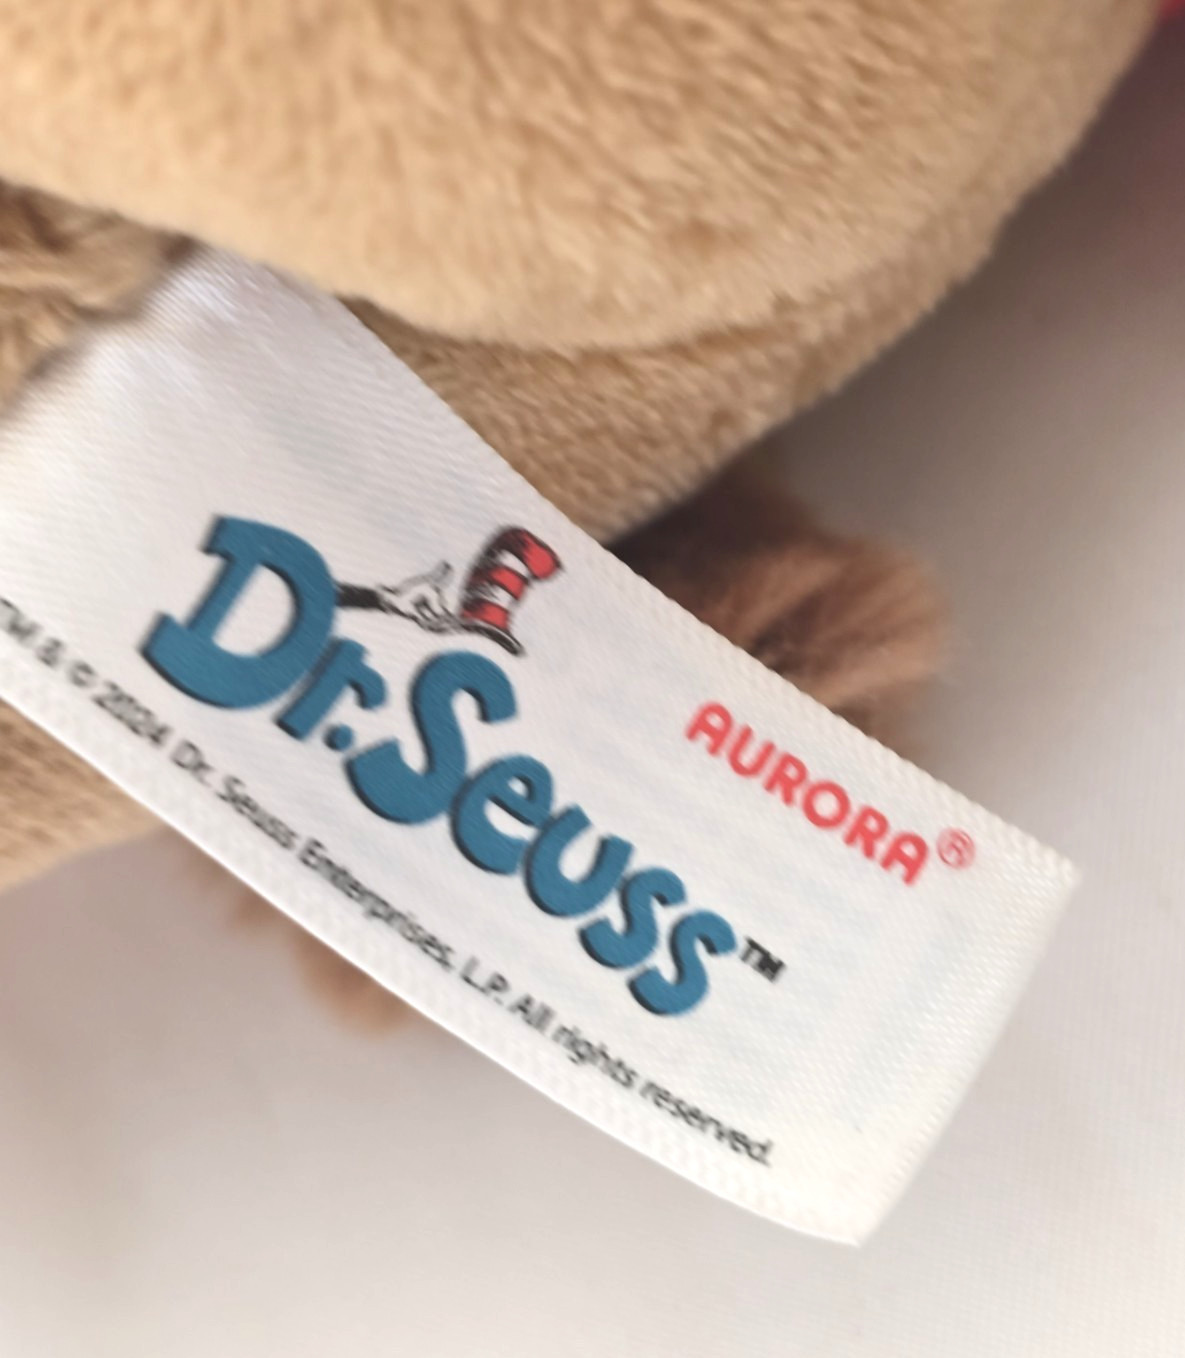 AURORA®
Dr. Seuss™
TM & © 2024 Dr. Seuss Enterprises, L.P. All rights reserved.